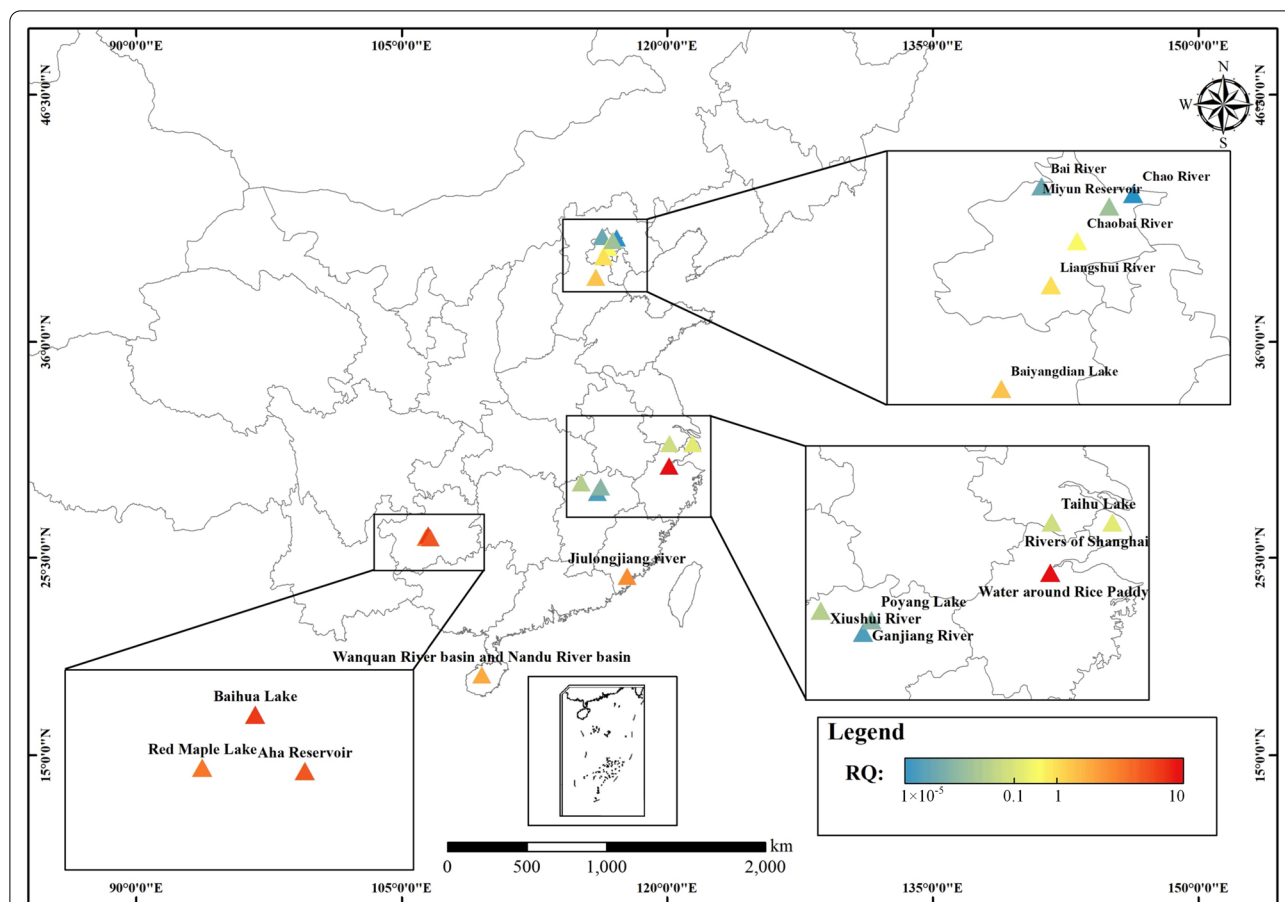 90°0'0"E
105°0'0"E
120°0'0"E
135°0'0"E
150°0'0"E
46°30'0"N
46°30'0"N
N
W
E
S
Bai River
Chao River
Miyun Reservoir
Chaobai River
Liangshui River
Baiyangdian Lake
36°0'0"N
36°0'0"N
Taihu Lake
Rivers of Shanghai
Water around Rice Paddy
Poyang Lake
Xiushui River
Ganjiang River
25°30'0"N
25°30'0"N
Jiulongjiang river
Wanquan River basin and Nandu River basin
Baihua Lake
Red Maple Lake
Aha Reservoir
15°0'0"N
15°0'0"N
Legend
RQ:
1×10⁻⁵
0.1
1
10
km
0
500
1,000
2,000
90°0'0"E
105°0'0"E
120°0'0"E
135°0'0"E
150°0'0"E